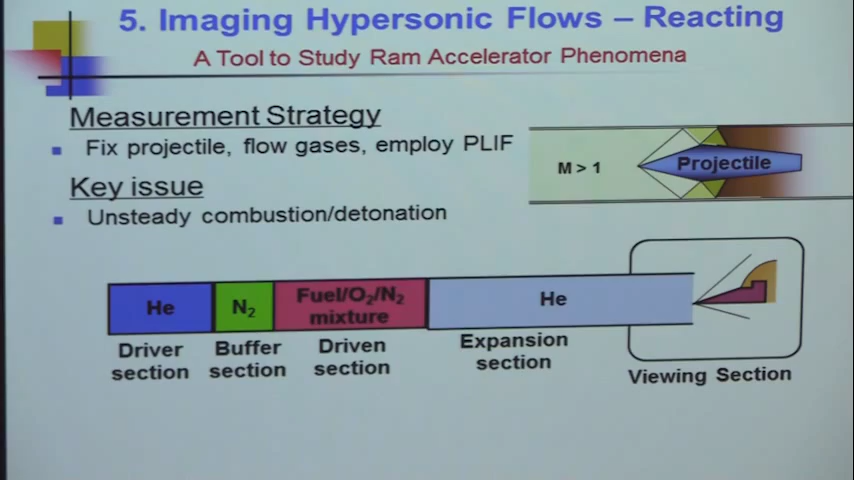 5. Imaging Hypersonic Flows – Reacting
A Tool to Study Ram Accelerator Phenomena
Measurement Strategy
Fix projectile, flow gases, employ PLIF
Key issue
Unsteady combustion/detonation
M > 1
Projectile
He
N2
Fuel/O2/N2
mixture
He
Driver
section
Buffer
section
Driven
section
Expansion
section
Viewing Section